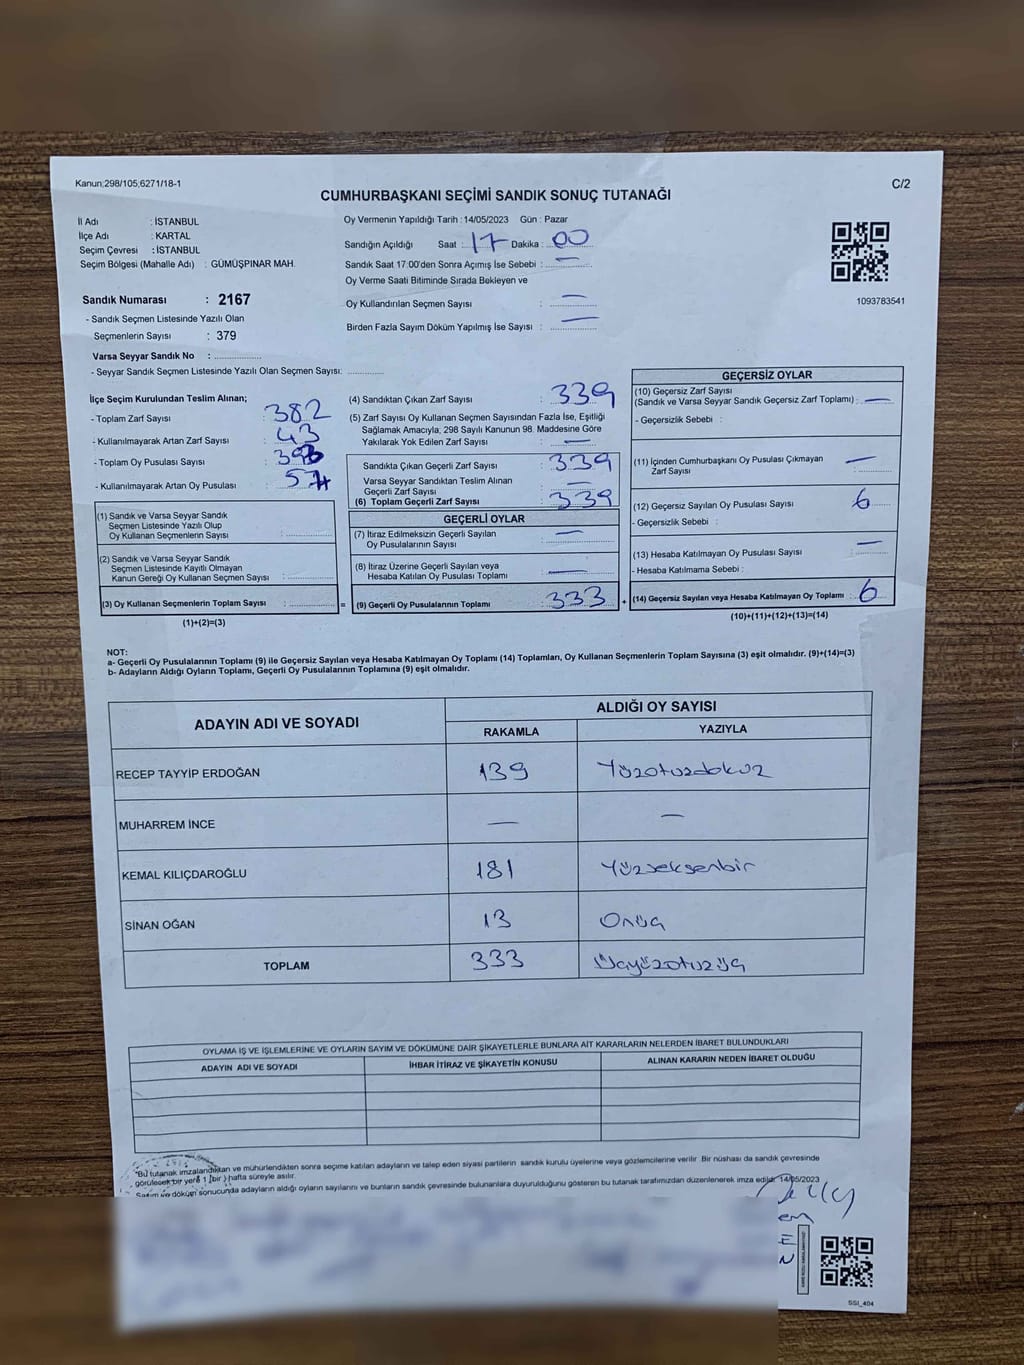 Kanun;298/105;6271/18-1
C/2
CUMHURBAŞKANI SEÇİMİ SANDIK SONUÇ TUTANAĞI
İl Adı : İSTANBUL
İlçe Adı : KARTAL
Seçim Çevresi : İSTANBUL
Seçim Bölgesi (Mahalle Adı) : GÜMÜŞPINAR MAH.
Sandık Numarası : 2167
- Sandık Seçmen Listesinde Yazılı Olan
Seçmenlerin Sayısı : 379
Varsa Seyyar Sandık No :
- Seyyar Sandık Seçmen Listesinde Yazılı Olan Seçmen Sayısı:
Oy Vermenin Yapıldığı Tarih : 14/05/2023 Gün : Pazar
Sandığın Açıldığı Saat : 17 Dakika : 00
Sandık Saat 17:00'den Sonra Açımış İse Sebebi : —
Oy Verme Saati Bitiminde Sırada Bekleyen ve
Oy Kullandırılan Seçmen Sayısı : —
Birden Fazla Sayım Döküm Yapılmış İse Sayısı : —
1093783541
İlçe Seçim Kurulundan Teslim Alınan;
- Toplam Zarf Sayısı : 382
- Kullanılmayarak Artan Zarf Sayısı : 43
- Toplam Oy Pusulası Sayısı :
- Kullanılmayarak Artan Oy Pusulası :
(1) Sandık ve Varsa Seyyar Sandık
Seçmen Listesinde Yazılı Olup
Oy Kullanan Seçmenlerin Sayısı :
(2) Sandık ve Varsa Seyyar Sandık
Seçmen Listesinde Kayıtlı Olmayan
Kanun Gereği Oy Kullanan Seçmen Sayısı :
(3) Oy Kullanan Seçmenlerin Toplam Sayısı : =
(1)+(2)=(3)
(4) Sandıktan Çıkan Zarf Sayısı : 339
(5) Zarf Sayısı Oy Kullanan Seçmen Sayısından Fazla İse, Eşitliği
Sağlamak Amacıyla, 298 Sayılı Kanunun 98. Maddesine Göre
Yakılarak Yok Edilen Zarf Sayısı : —
Sandıkta Çıkan Geçerli Zarf Sayısı : 339
Varsa Seyyar Sandıktan Teslim Alınan
Geçerli Zarf Sayısı : —
(6) Toplam Geçerli Zarf Sayısı : 339
GEÇERLİ OYLAR
(7) İtiraz Edilmeksizin Geçerli Sayılan
Oy Pusulalarının Sayısı : —
(8) İtiraz Üzerine Geçerli Sayılan veya
Hesaba Katılan Oy Pusulası Toplamı : —
(9) Geçerli Oy Pusulalarının Toplamı : 333 +
GEÇERSİZ OYLAR
(10) Geçersiz Zarf Sayısı
(Sandık ve Varsa Seyyar Sandık Geçersiz Zarf Toplamı) : —
- Geçersizlik Sebebi :
(11) İçinden Cumhurbaşkanı Oy Pusulası Çıkmayan
Zarf Sayısı : —
(12) Geçersiz Sayılan Oy Pusulası Sayısı : 6
- Geçersizlik Sebebi :
(13) Hesaba Katılmayan Oy Pusulası Sayısı : —
- Hesaba Katılmama Sebebi :
(14) Geçersiz Sayılan veya Hesaba Katılmayan Oy Toplamı : 6
(10)+(11)+(12)+(13)=(14)
NOT:
a- Geçerli Oy Pusulalarının Toplamı (9) ile Geçersiz Sayılan veya Hesaba Katılmayan Oy Toplamı (14) Toplamları, Oy Kullanan Seçmenlerin Toplam Sayısına (3) eşit olmalıdır. (9)+(14)=(3)
b- Adayların Aldığı Oyların Toplamı, Geçerli Oy Pusulalarının Toplamına (9) eşit olmalıdır.
ADAYIN ADI VE SOYADI
ALDIĞI OY SAYISI
RAKAMLA YAZIYLA
RECEP TAYYİP ERDOĞAN 139 Yüzotuzdokuz
MUHARREM İNCE — —
KEMAL KILIÇDAROĞLU 181 Yüzseksenbir
SİNAN OĞAN 13 Onüç
TOPLAM 333 Üçyüzotuzüç
OYLAMA İŞ VE İŞLEMLERİNE VE OYLARIN SAYIM VE DÖKÜMÜNE DAİR ŞİKAYETLERLE BUNLARA AİT KARARLARIN NELERDEN İBARET BULUNDUKLARI
ADAYIN ADI VE SOYADI İHBAR İTİRAZ VE ŞİKAYETİN KONUSU ALINAN KARARIN NEDEN İBARET OLDUĞU
*Bu tutanak imzalandıktan ve mühürlendikten sonra seçime katılan adayların ve talep eden siyasi partilerin sandık kurulu üyelerine veya gözlemcilerine verilir. Bir nüshası da sandık çevresinde
görülecek bir yere 1 (bir) hafta süreyle asılır.
Sayım ve döküm sonucunda adayların aldığı oyların sayılarını ve bunların sandık çevresinde bulunanlara duyurulduğunu gösteren bu tutanak tarafımızdan düzenlenerek imza edildi. 14/05/2023
SSI_404